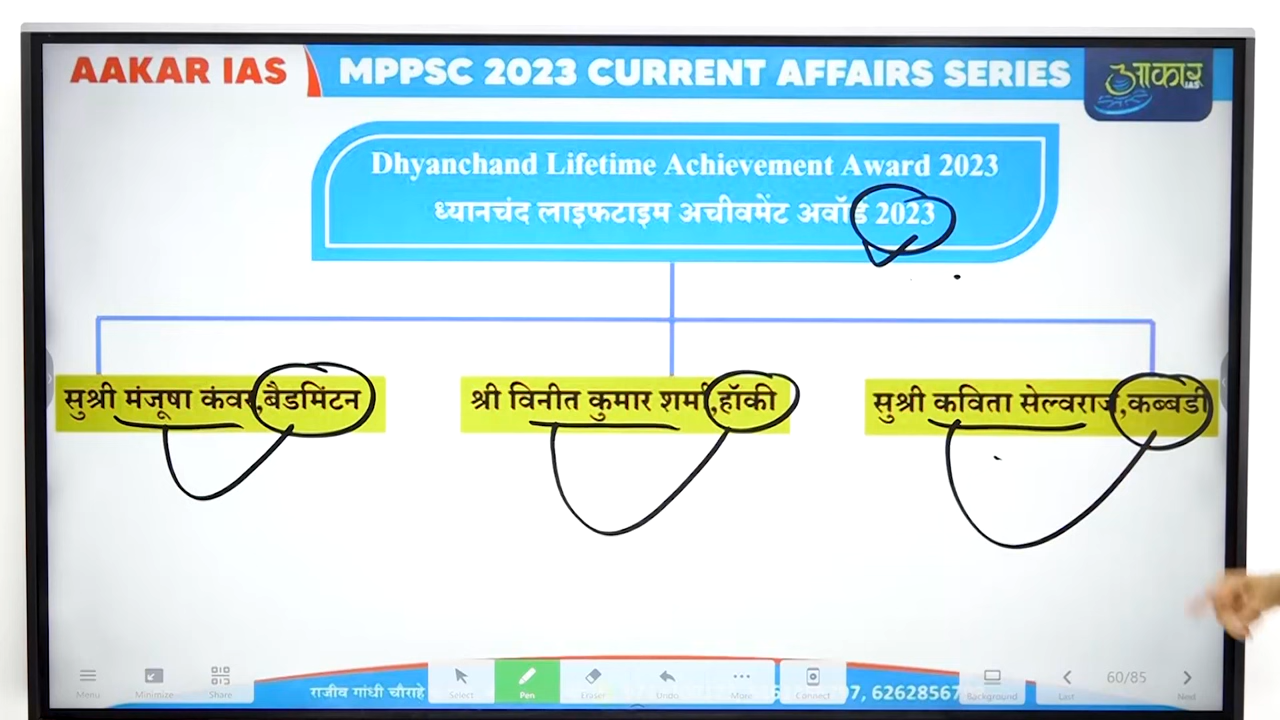 AAKAR IAS
MPPSC 2023 CURRENT AFFAIRS SERIES
आकार
IAS
Dhyanchand Lifetime Achievement Award 2023
ध्यानचंद लाइफटाइम अचीवमेंट अवॉर्ड 2023
सुश्री मंजूषा कंवर,बैडमिंटन
श्री विनीत कुमार शर्मा,हॉकी
सुश्री कविता सेल्वराज,कब्बडी
Menu
Minimize
Share
Select
Pen
Eraser
Undo
More
Connect
Background
Last
60/85
Next
राजीव गांधी चौराहे